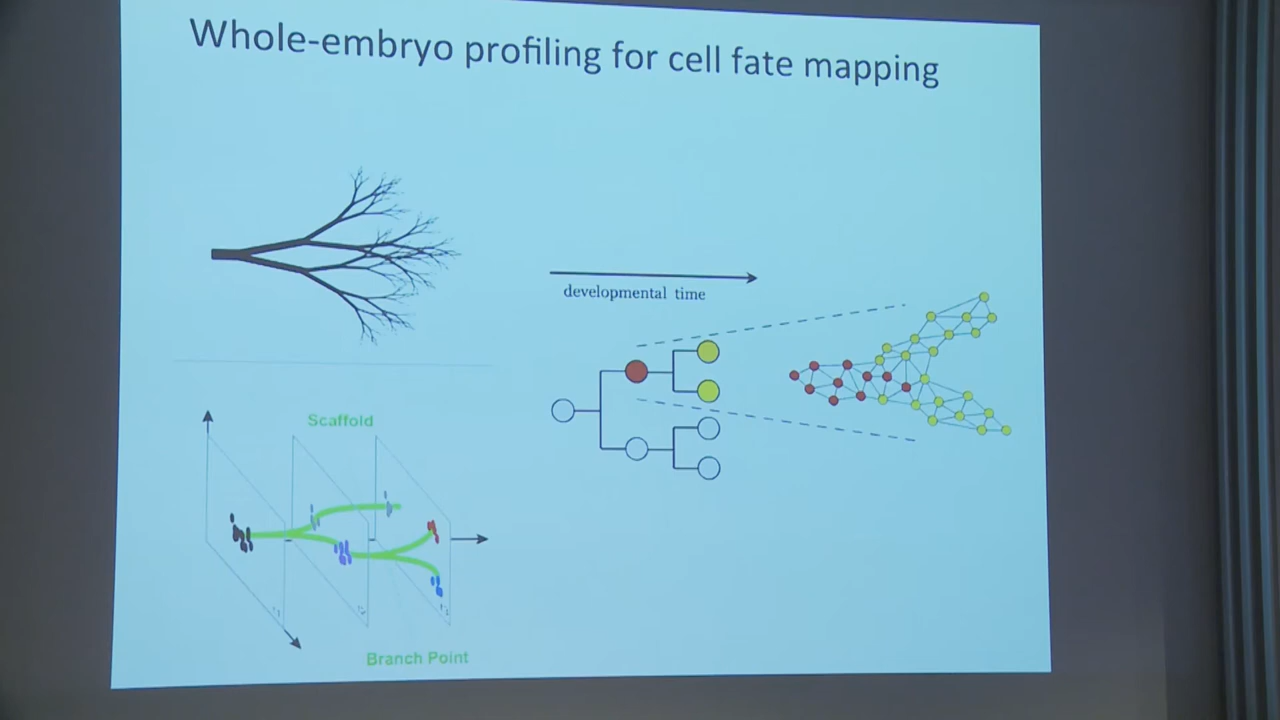 Whole-embryo profiling for cell fate mapping
developmental time
Scaffold
Branch Point